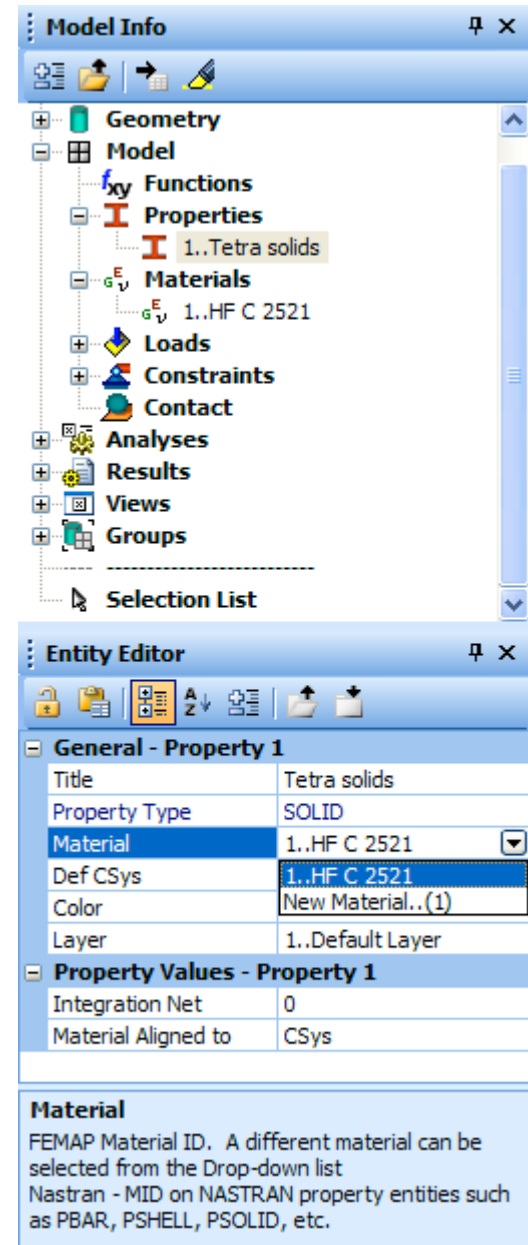 Model Info
Geometry
Model
fxy Functions
Properties
1..Tetra solids
G E ν Materials
G E ν 1..HF C 2521
Loads
Constraints
Contact
Analyses
Results
Views
Groups
---------------------------
Selection List
Entity Editor
A Z
General - Property 1
Title Tetra solids
Property Type SOLID
Material 1..HF C 2521
Def CSys 1..HF C 2521
Color New Material..(1)
Layer 1..Default Layer
Property Values - Property 1
Integration Net 0
Material Aligned to CSys
Material
FEMAP Material ID. A different material can be
selected from the Drop-down list
Nastran - MID on NASTRAN property entities such
as PBAR, PSHELL, PSOLID, etc.